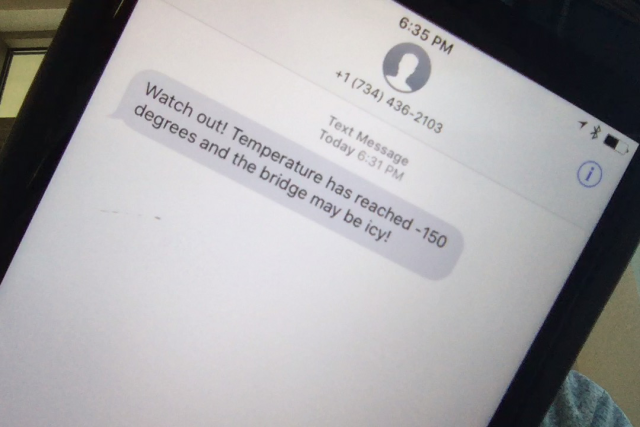 6:35 PM
+1 (734) 436-2103
Text Message
Today 6:31 PM
Watch out! Temperature has reached -150
degrees and the bridge may be icy!
i